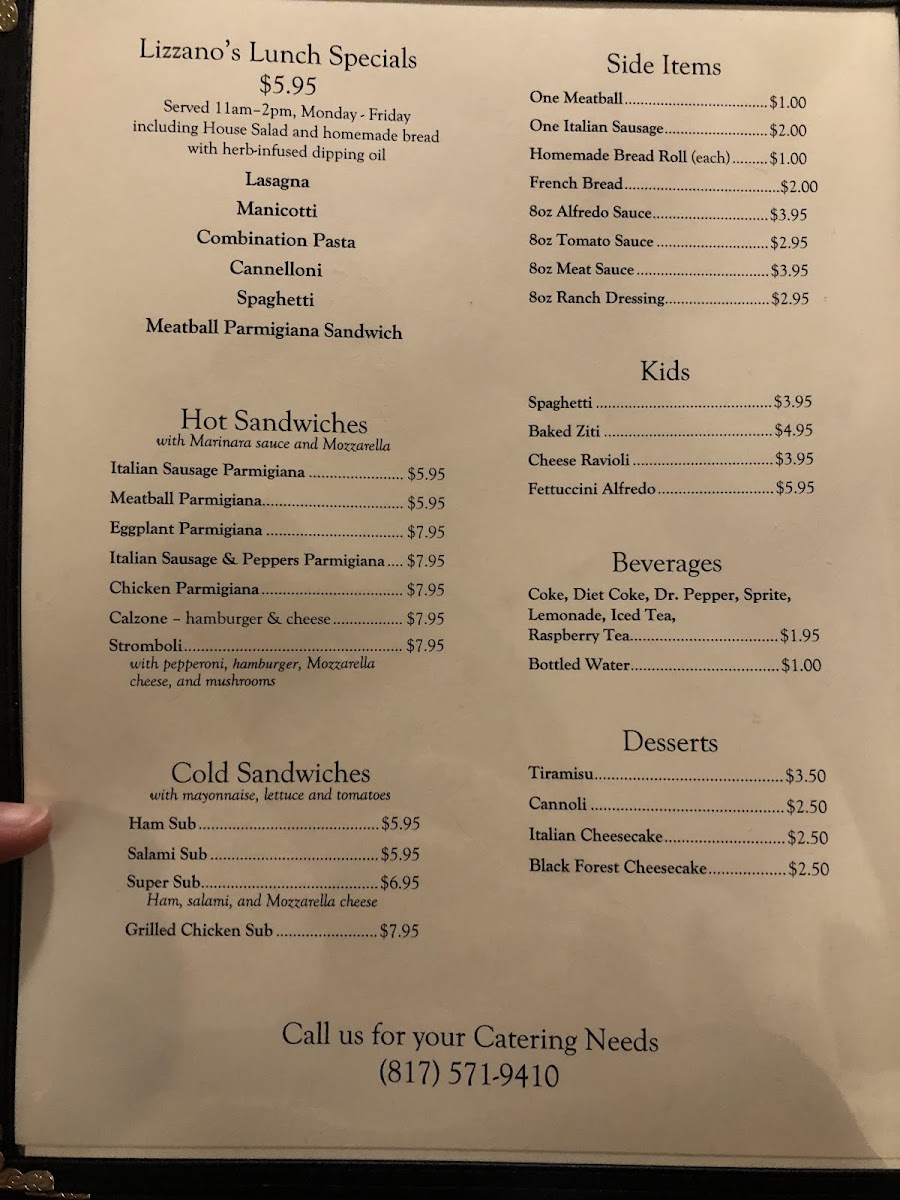 Lizzano's Lunch Specials
$5.95
Served 11am–2pm, Monday - Friday
including House Salad and homemade bread
with herb-infused dipping oil
Lasagna
Manicotti
Combination Pasta
Cannelloni
Spaghetti
Meatball Parmigiana Sandwich
Hot Sandwiches
with Marinara sauce and Mozzarella
Italian Sausage Parmigiana ...................... $5.95
Meatball Parmigiana................................. $5.95
Eggplant Parmigiana ................................ $7.95
Italian Sausage & Peppers Parmigiana.... $7.95
Chicken Parmigiana................................. $7.95
Calzone – hamburger & cheese................ $7.95
Stromboli................................................... $7.95
with pepperoni, hamburger, Mozzarella
cheese, and mushrooms
Cold Sandwiches
with mayonnaise, lettuce and tomatoes
Ham Sub..........................................$5.95
Salami Sub.......................................$5.95
Super Sub.........................................$6.95
Ham, salami, and Mozzarella cheese
Grilled Chicken Sub........................$7.95
Side Items
One Meatball.................................$1.00
One Italian Sausage........................$2.00
Homemade Bread Roll (each).........$1.00
French Bread....................................$2.00
8oz Alfredo Sauce...........................$3.95
8oz Tomato Sauce..........................$2.95
8oz Meat Sauce...............................$3.95
8oz Ranch Dressing........................$2.95
Kids
Spaghetti.........................................$3.95
Baked Ziti.......................................$4.95
Cheese Ravioli................................$3.95
Fettuccini Alfredo...........................$5.95
Beverages
Coke, Diet Coke, Dr. Pepper, Sprite,
Lemonade, Iced Tea,
Raspberry Tea..................................$1.95
Bottled Water..................................$1.00
Desserts
Tiramisu...........................................$3.50
Cannoli............................................$2.50
Italian Cheesecake............................$2.50
Black Forest Cheesecake..................$2.50
Call us for your Catering Needs
(817) 571-9410